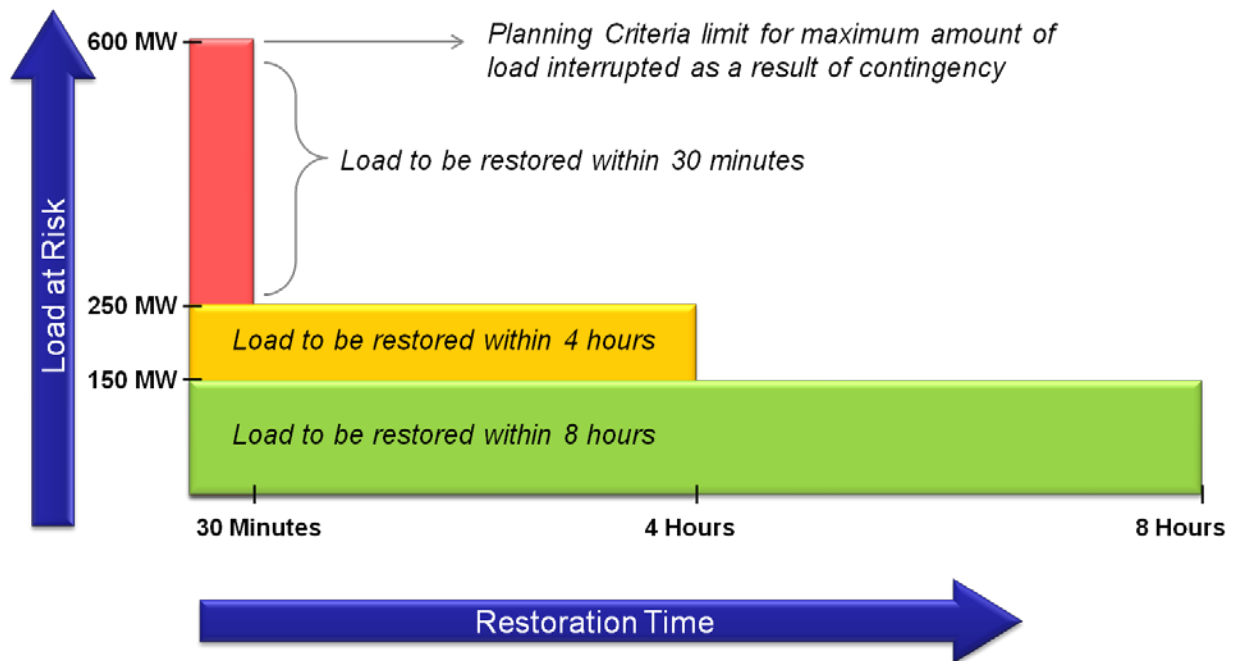 600 MW
Planning Criteria limit for maximum amount of
load interrupted as a result of contingency
Load to be restored within 30 minutes
Load at Risk
250 MW
Load to be restored within 4 hours
150 MW
Load to be restored within 8 hours
30 Minutes
4 Hours
8 Hours
Restoration Time